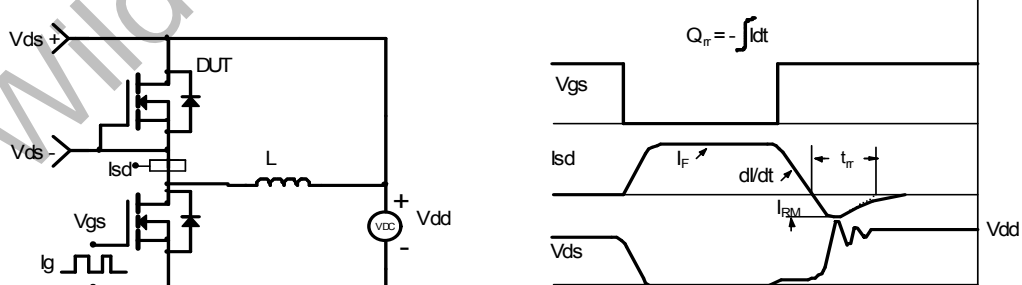 Wild
Vds +
DUT
Vds -
Isd
L
Vgs
Ig
+
VDC
-
Vdd
Qrr = - ∫Idt
Vgs
Isd
IF
dI/dt
trr
IRM
Vds
Vdd